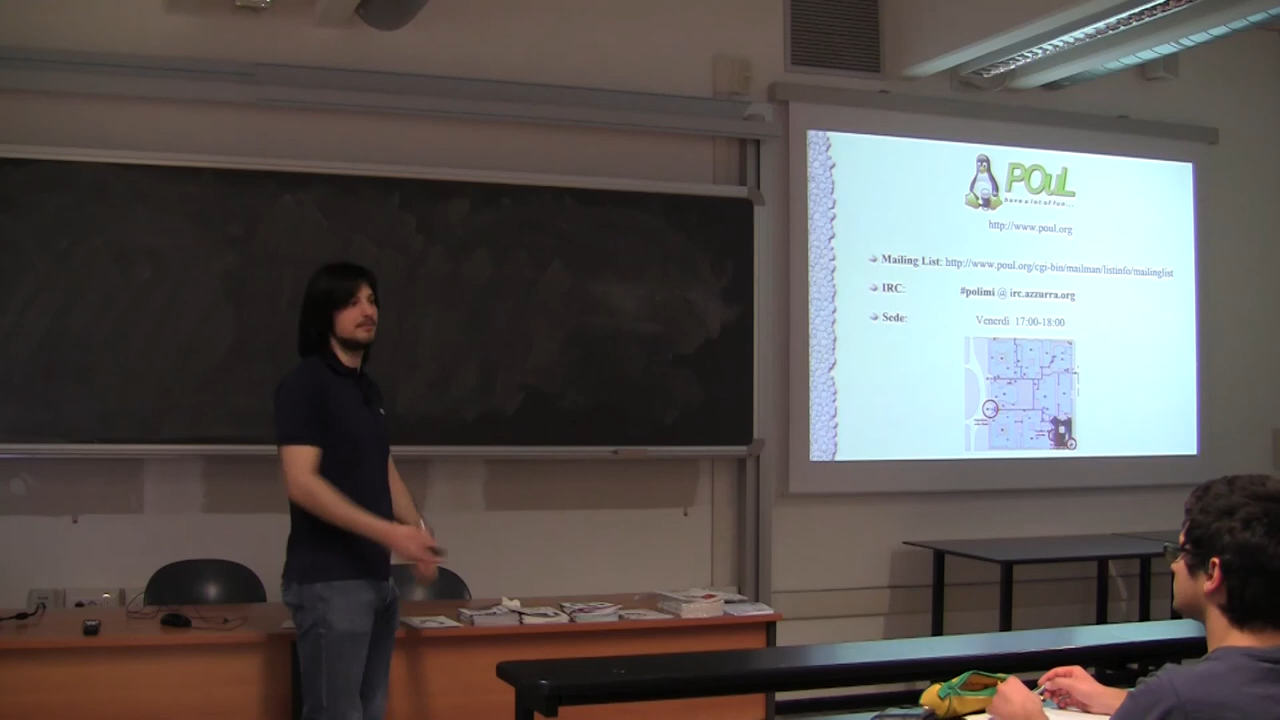 POuL
have a lot of fun...
http://www.poul.org
Mailing List: http://www.poul.org/cgi-bin/mailman/listinfo/mailinglist
IRC: #polimi @ irc.azzurra.org
Sede: Venerdì 17:00-18:00